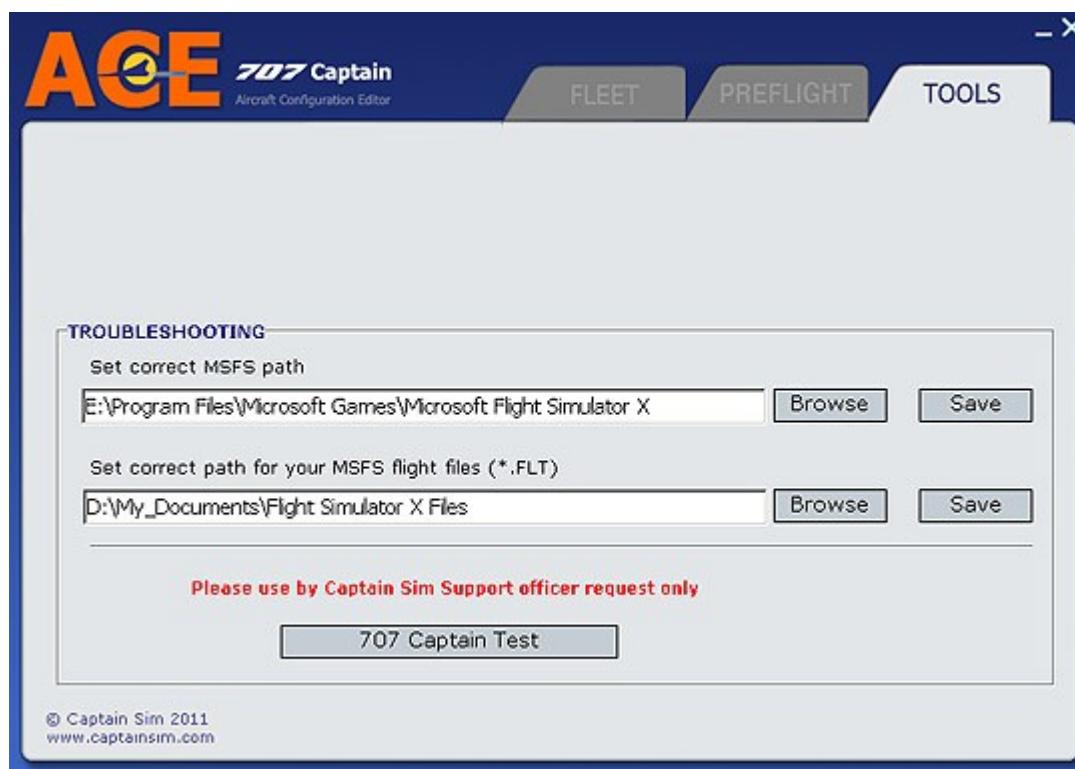 ACE 707 Captain
Aircraft Configuration Editor
FLEET PREFLIGHT TOOLS
TROUBLESHOOTING
Set correct MSFS path
E:\Program Files\Microsoft Games\Microsoft Flight Simulator X Browse Save
Set correct path for your MSFS flight files (*.FLT)
D:\My_Documents\Flight Simulator X Files Browse Save
Please use by Captain Sim Support officer request only
707 Captain Test
© Captain Sim 2011
www.captainsim.com